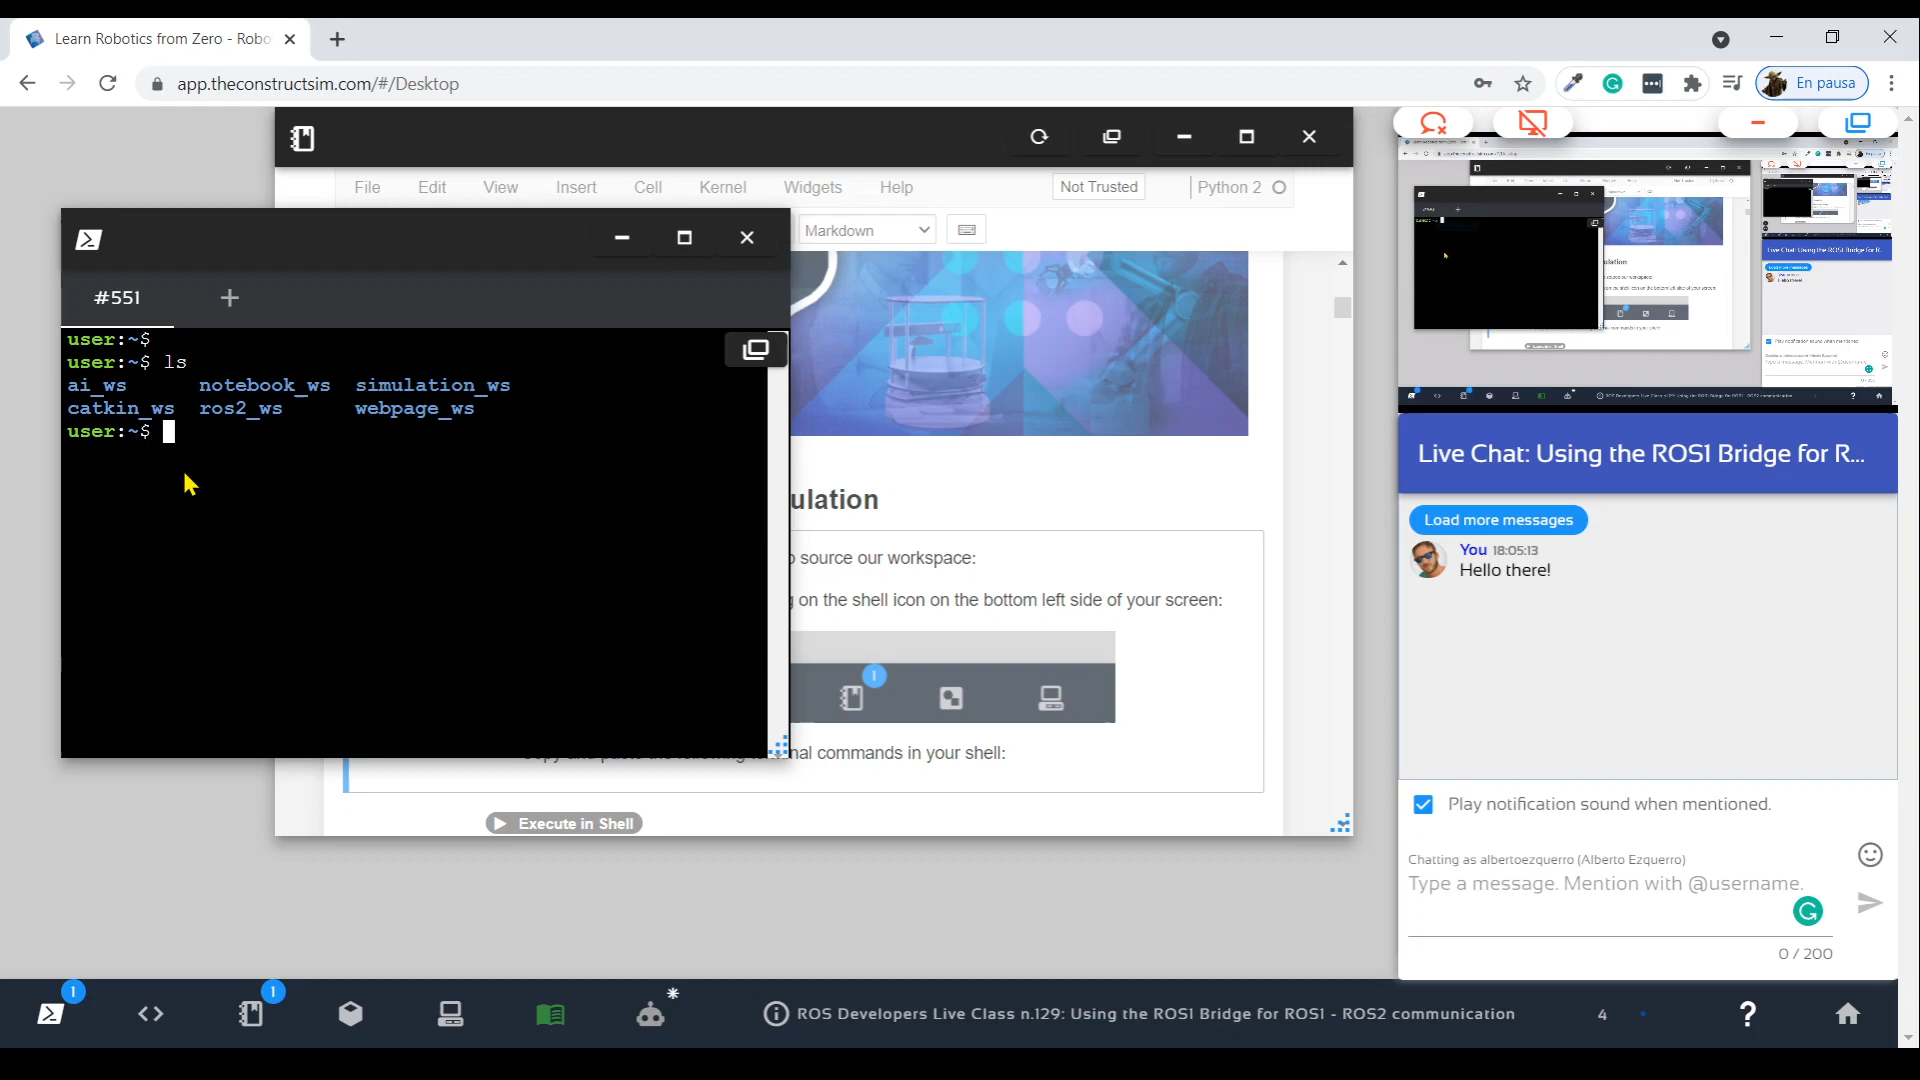 Learn Robotics from Zero - Robo
app.theconstructsim.com/#/Desktop
En pausa
File Edit View Insert Cell Kernel Widgets Help
Not Trusted
Python 2
Markdown
#551
user:~$
user:~$ ls
ai_ws notebook_ws simulation_ws
catkin_ws ros2_ws webpage_ws
user:~$
ulation
source our workspace:
on the shell icon on the bottom left side of your screen:
1
nal commands in your shell:
Execute in Shell
Live Chat: Using the ROS1 Bridge for R...
Load more messages
You 18:05:13
Hello there!
Play notification sound when mentioned.
Chatting as albertoezquerro (Alberto Ezquerro)
Type a message. Mention with @username.
0 / 200
1
1
ROS Developers Live Class n.129: Using the ROS1 Bridge for ROS1 - ROS2 communication
4